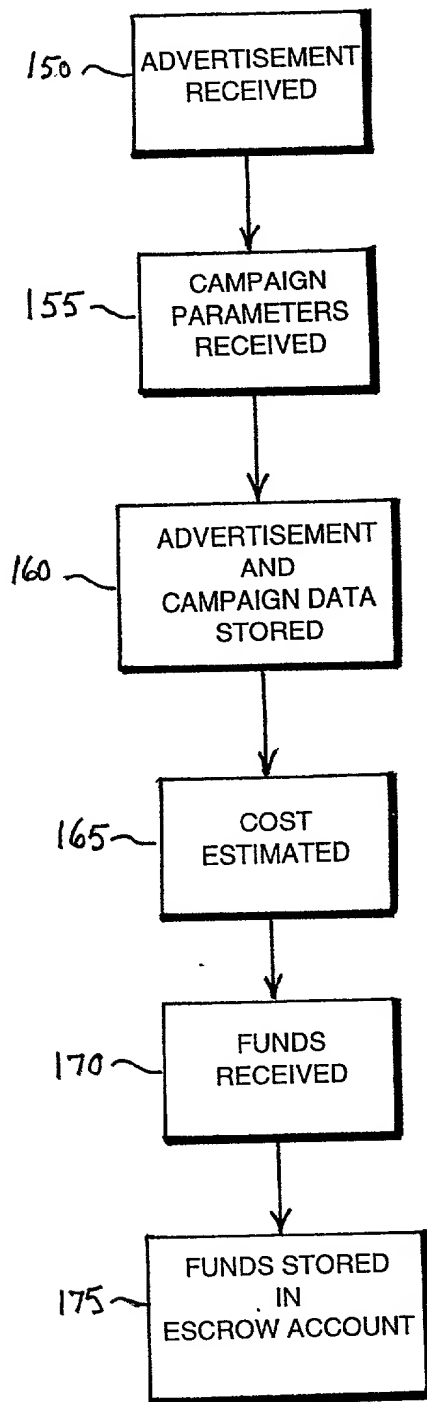 150
ADVERTISEMENT
RECEIVED
155
CAMPAIGN
PARAMETERS
RECEIVED
160
ADVERTISEMENT
AND
CAMPAIGN DATA
STORED
165
COST
ESTIMATED
170
FUNDS
RECEIVED
175
FUNDS STORED
IN
ESCROW ACCOUNT